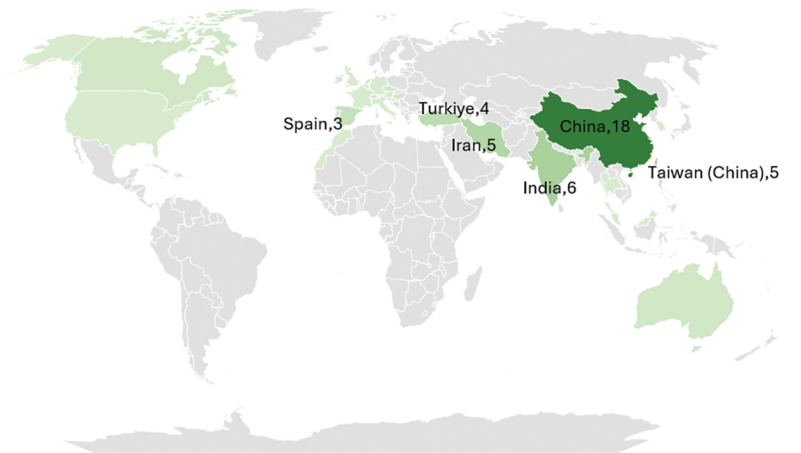 Turkiye,4
Spain,3
China,18
Iran,5
Taiwan (China),5
India,6